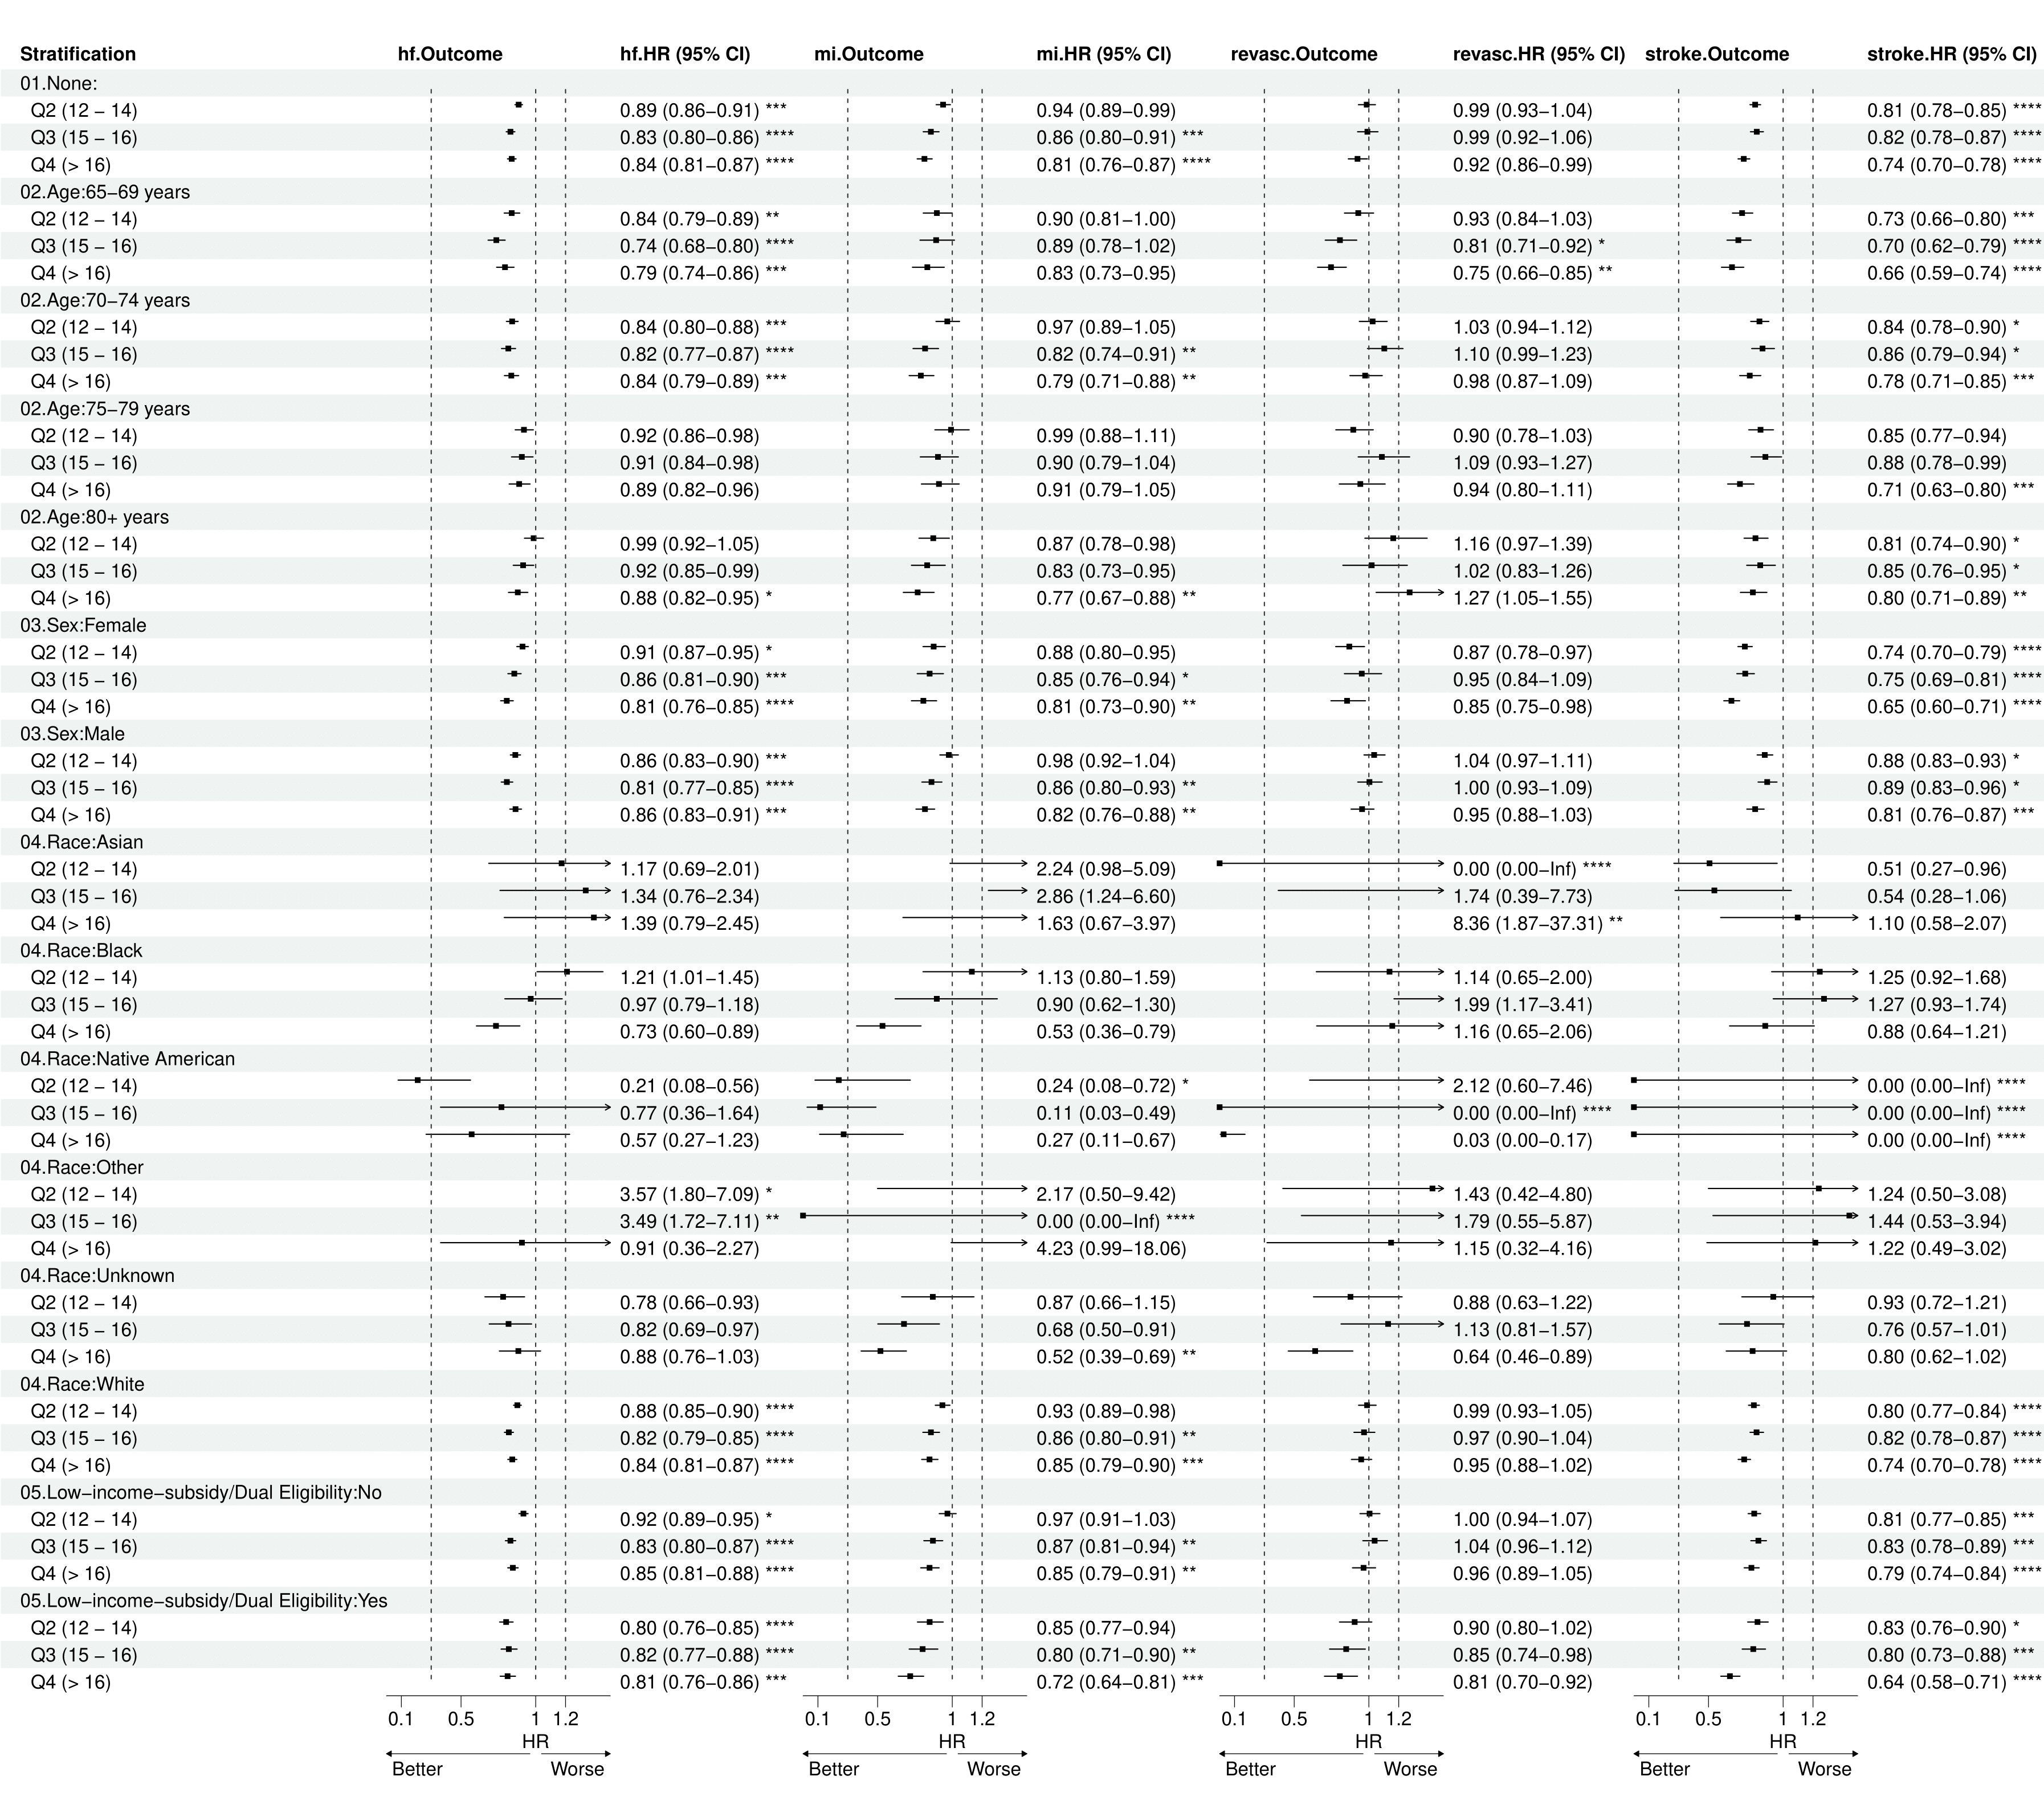 Stratification hf.Outcome hf.HR (95% CI) mi.Outcome mi.HR (95% CI) revasc.Outcome revasc.HR (95% CI) stroke.Outcome stroke.HR (95% CI)
01.None:
Q2 (12 − 14) 0.89 (0.86−0.91) *** 0.94 (0.89−0.99) 0.99 (0.93−1.04) 0.81 (0.78−0.85) ****
Q3 (15 − 16) 0.83 (0.80−0.86) **** 0.86 (0.80−0.91) *** 0.99 (0.92−1.06) 0.82 (0.78−0.87) ****
Q4 (> 16) 0.84 (0.81−0.87) **** 0.81 (0.76−0.87) **** 0.92 (0.86−0.99) 0.74 (0.70−0.78) ****
02.Age:65−69 years
Q2 (12 − 14) 0.84 (0.79−0.89) ** 0.90 (0.81−1.00) 0.93 (0.84−1.03) 0.73 (0.66−0.80) ***
Q3 (15 − 16) 0.74 (0.68−0.80) **** 0.89 (0.78−1.02) 0.81 (0.71−0.92) * 0.70 (0.62−0.79) ****
Q4 (> 16) 0.79 (0.74−0.86) *** 0.83 (0.73−0.95) 0.75 (0.66−0.85) ** 0.66 (0.59−0.74) ****
02.Age:70−74 years
Q2 (12 − 14) 0.84 (0.80−0.88) *** 0.97 (0.89−1.05) 1.03 (0.94−1.12) 0.84 (0.78−0.90) *
Q3 (15 − 16) 0.82 (0.77−0.87) **** 0.82 (0.74−0.91) ** 1.10 (0.99−1.23) 0.86 (0.79−0.94) *
Q4 (> 16) 0.84 (0.79−0.89) *** 0.79 (0.71−0.88) ** 0.98 (0.87−1.09) 0.78 (0.71−0.85) ***
02.Age:75−79 years
Q2 (12 − 14) 0.92 (0.86−0.98) 0.99 (0.88−1.11) 0.90 (0.78−1.03) 0.85 (0.77−0.94)
Q3 (15 − 16) 0.91 (0.84−0.98) 0.90 (0.79−1.04) 1.09 (0.93−1.27) 0.88 (0.78−0.99)
Q4 (> 16) 0.89 (0.82−0.96) 0.91 (0.79−1.05) 0.94 (0.80−1.11) 0.71 (0.63−0.80) ***
02.Age:80+ years
Q2 (12 − 14) 0.99 (0.92−1.05) 0.87 (0.78−0.98) 1.16 (0.97−1.39) 0.81 (0.74−0.90) *
Q3 (15 − 16) 0.92 (0.85−0.99) 0.83 (0.73−0.95) 1.02 (0.83−1.26) 0.85 (0.76−0.95) *
Q4 (> 16) 0.88 (0.82−0.95) * 0.77 (0.67−0.88) ** 1.27 (1.05−1.55) 0.80 (0.71−0.89) **
03.Sex:Female
Q2 (12 − 14) 0.91 (0.87−0.95) * 0.88 (0.80−0.95) 0.87 (0.78−0.97) 0.74 (0.70−0.79) ****
Q3 (15 − 16) 0.86 (0.81−0.90) *** 0.85 (0.76−0.94) * 0.95 (0.84−1.09) 0.75 (0.69−0.81) ****
Q4 (> 16) 0.81 (0.76−0.85) **** 0.81 (0.73−0.90) ** 0.85 (0.75−0.98) 0.65 (0.60−0.71) ****
03.Sex:Male
Q2 (12 − 14) 0.86 (0.83−0.90) *** 0.98 (0.92−1.04) 1.04 (0.97−1.11) 0.88 (0.83−0.93) *
Q3 (15 − 16) 0.81 (0.77−0.85) **** 0.86 (0.80−0.93) ** 1.00 (0.93−1.09) 0.89 (0.83−0.96) *
Q4 (> 16) 0.86 (0.83−0.91) *** 0.82 (0.76−0.88) ** 0.95 (0.88−1.03) 0.81 (0.76−0.87) ***
04.Race:Asian
Q2 (12 − 14) 1.17 (0.69−2.01) 2.24 (0.98−5.09) 0.00 (0.00−Inf) **** 0.51 (0.27−0.96)
Q3 (15 − 16) 1.34 (0.76−2.34) 2.86 (1.24−6.60) 1.74 (0.39−7.73) 0.54 (0.28−1.06)
Q4 (> 16) 1.39 (0.79−2.45) 1.63 (0.67−3.97) 8.36 (1.87−37.31) ** 1.10 (0.58−2.07)
04.Race:Black
Q2 (12 − 14) 1.21 (1.01−1.45) 1.13 (0.80−1.59) 1.14 (0.65−2.00) 1.25 (0.92−1.68)
Q3 (15 − 16) 0.97 (0.79−1.18) 0.90 (0.62−1.30) 1.99 (1.17−3.41) 1.27 (0.93−1.74)
Q4 (> 16) 0.73 (0.60−0.89) 0.53 (0.36−0.79) 1.16 (0.65−2.06) 0.88 (0.64−1.21)
04.Race:Native American
Q2 (12 − 14) 0.21 (0.08−0.56) 0.24 (0.08−0.72) * 2.12 (0.60−7.46) 0.00 (0.00−Inf) ****
Q3 (15 − 16) 0.77 (0.36−1.64) 0.11 (0.03−0.49) 0.00 (0.00−Inf) **** 0.00 (0.00−Inf) ****
Q4 (> 16) 0.57 (0.27−1.23) 0.27 (0.11−0.67) 0.03 (0.00−0.17) 0.00 (0.00−Inf) ****
04.Race:Other
Q2 (12 − 14) 3.57 (1.80−7.09) * 2.17 (0.50−9.42) 1.43 (0.42−4.80) 1.24 (0.50−3.08)
Q3 (15 − 16) 3.49 (1.72−7.11) ** 0.00 (0.00−Inf) **** 1.79 (0.55−5.87) 1.44 (0.53−3.94)
Q4 (> 16) 0.91 (0.36−2.27) 4.23 (0.99−18.06) 1.15 (0.32−4.16) 1.22 (0.49−3.02)
04.Race:Unknown
Q2 (12 − 14) 0.78 (0.66−0.93) 0.87 (0.66−1.15) 0.88 (0.63−1.22) 0.93 (0.72−1.21)
Q3 (15 − 16) 0.82 (0.69−0.97) 0.68 (0.50−0.91) 1.13 (0.81−1.57) 0.76 (0.57−1.01)
Q4 (> 16) 0.88 (0.76−1.03) 0.52 (0.39−0.69) ** 0.64 (0.46−0.89) 0.80 (0.62−1.02)
04.Race:White
Q2 (12 − 14) 0.88 (0.85−0.90) **** 0.93 (0.89−0.98) 0.99 (0.93−1.05) 0.80 (0.77−0.84) ****
Q3 (15 − 16) 0.82 (0.79−0.85) **** 0.86 (0.80−0.91) ** 0.97 (0.90−1.04) 0.82 (0.78−0.87) ****
Q4 (> 16) 0.84 (0.81−0.87) **** 0.85 (0.79−0.90) *** 0.95 (0.88−1.02) 0.74 (0.70−0.78) ****
05.Low−income−subsidy/Dual Eligibility:No
Q2 (12 − 14) 0.92 (0.89−0.95) * 0.97 (0.91−1.03) 1.00 (0.94−1.07) 0.81 (0.77−0.85) ***
Q3 (15 − 16) 0.83 (0.80−0.87) **** 0.87 (0.81−0.94) ** 1.04 (0.96−1.12) 0.83 (0.78−0.89) ***
Q4 (> 16) 0.85 (0.81−0.88) **** 0.85 (0.79−0.91) ** 0.96 (0.89−1.05) 0.79 (0.74−0.84) ****
05.Low−income−subsidy/Dual Eligibility:Yes
Q2 (12 − 14) 0.80 (0.76−0.85) **** 0.85 (0.77−0.94) 0.90 (0.80−1.02) 0.83 (0.76−0.90) *
Q3 (15 − 16) 0.82 (0.77−0.88) **** 0.80 (0.71−0.90) ** 0.85 (0.74−0.98) 0.80 (0.73−0.88) ***
Q4 (> 16) 0.81 (0.76−0.86) *** 0.72 (0.64−0.81) *** 0.81 (0.70−0.92) 0.64 (0.58−0.71) ****
0.1 0.5 1 1.2 0.1 0.5 1 1.2 0.1 0.5 1 1.2 0.1 0.5 1 1.2
HR HR HR HR
Better Worse Better Worse Better Worse Better Worse